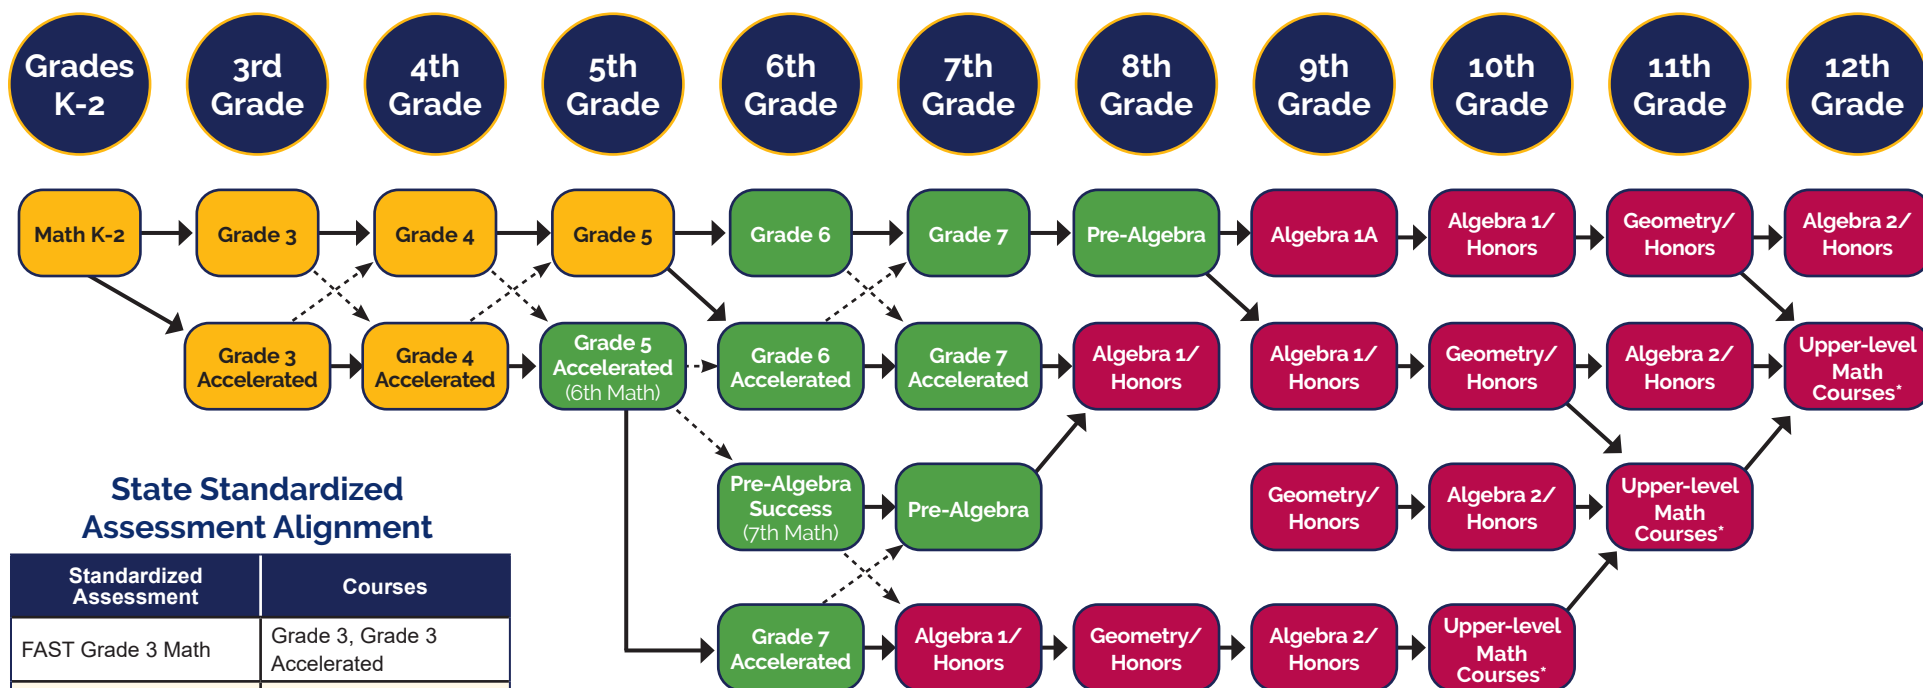 Grades
K-2
3rd
Grade
4th
Grade
5th
Grade
6th
Grade
7th
Grade
8th
Grade
9th
Grade
10th
Grade
11th
Grade
12th
Grade
Math K-2
Grade 3
Grade 4
Grade 5
Grade 6
Grade 7
Pre-Algebra
Algebra 1A
Algebra 1/
Honors
Geometry/
Honors
Algebra 2/
Honors
Grade 3
Accelerated
Grade 4
Accelerated
Grade 5
Accelerated
(6th Math)
Grade 6
Accelerated
Grade 7
Accelerated
Algebra 1/
Honors
Algebra 1/
Honors
Geometry/
Honors
Algebra 2/
Honors
Upper-level
Math
Courses*
Pre-Algebra
Success
(7th Math)
Pre-Algebra
Geometry/
Honors
Algebra 2/
Honors
Upper-level
Math
Courses*
Grade 7
Accelerated
Algebra 1/
Honors
Geometry/
Honors
Algebra 2/
Honors
Upper-level
Math
Courses*
State Standardized
Assessment Alignment
Standardized
Assessment
Courses
FAST Grade 3 Math
Grade 3, Grade 3
Accelerated